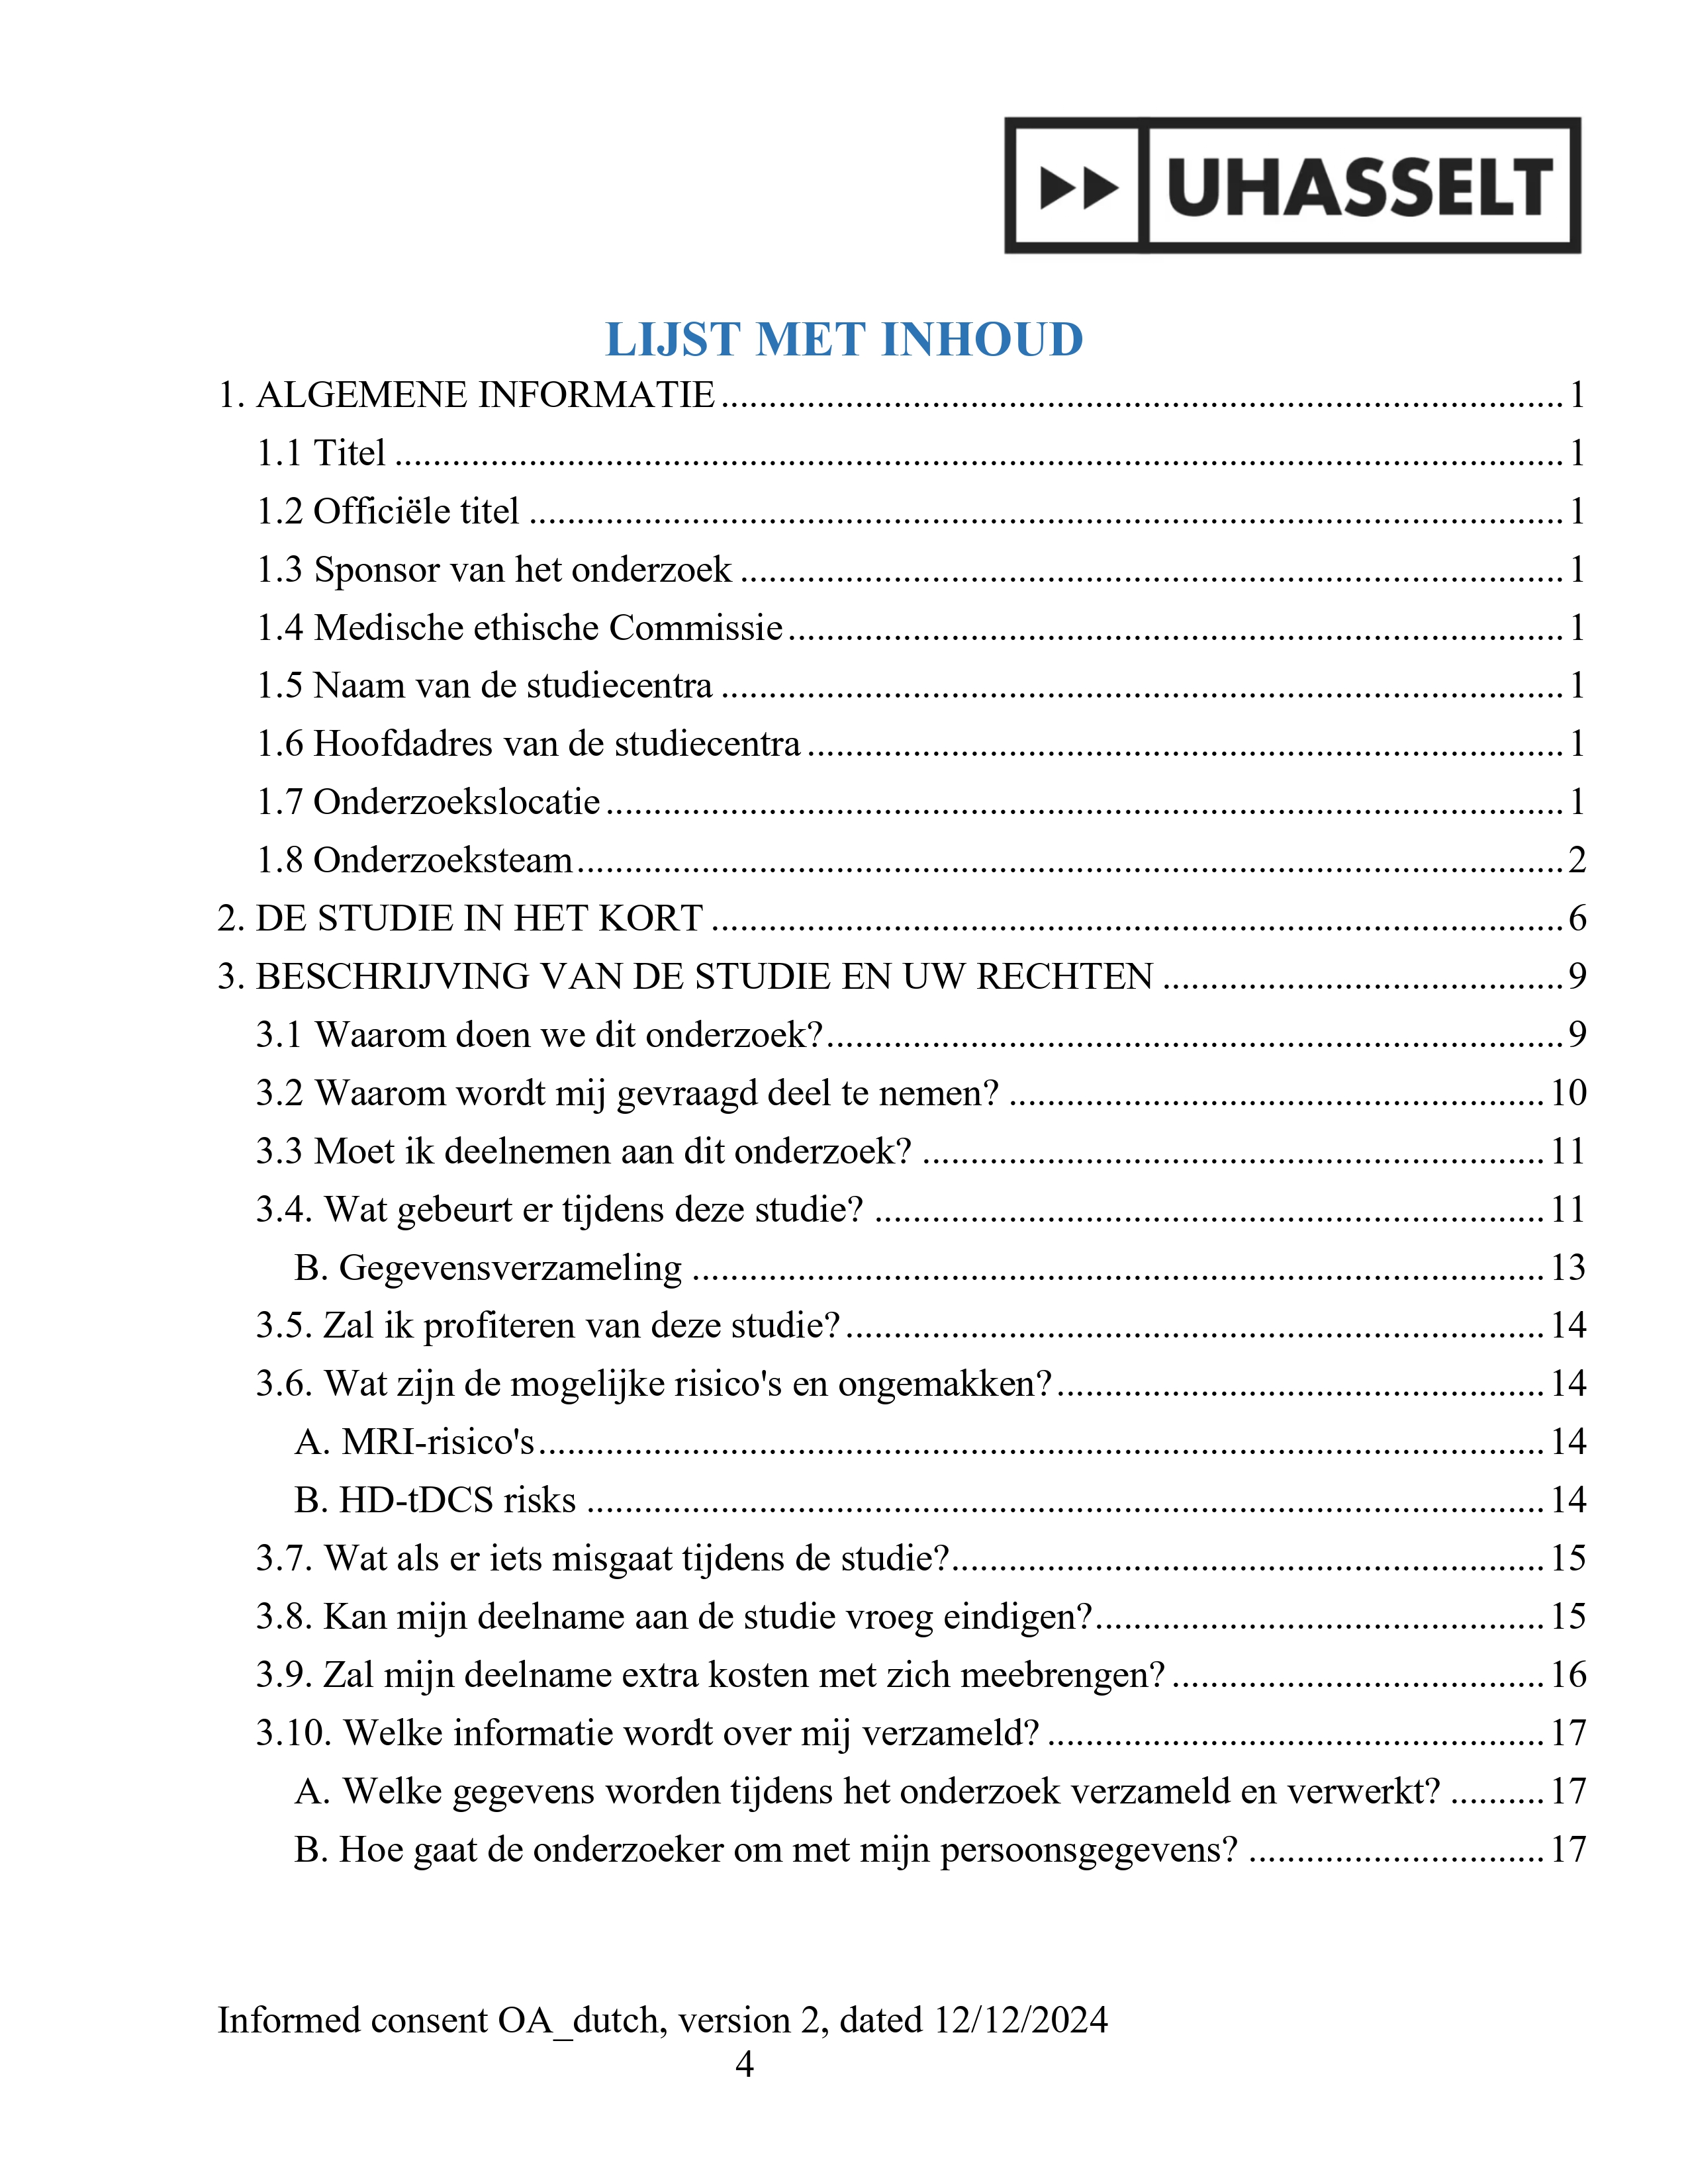 UHASSELT
LIJST MET INHOUD
1. ALGEMENE INFORMATIE........................................................................................1
1.1 Titel..........................................................................................................................1
1.2 Officiële titel............................................................................................................1
1.3 Sponsor van het onderzoek......................................................................................1
1.4 Medische ethische Commissie.................................................................................1
1.5 Naam van de studiecentra........................................................................................1
1.6 Hoofdadres van de studiecentra...............................................................................1
1.7 Onderzoekslocatie....................................................................................................1
1.8 Onderzoeksteam.......................................................................................................2
2. DE STUDIE IN HET KORT.........................................................................................6
3. BESCHRIJVING VAN DE STUDIE EN UW RECHTEN..........................................9
3.1 Waarom doen we dit onderzoek?.............................................................................9
3.2 Waarom wordt mij gevraagd deel te nemen?........................................................10
3.3 Moet ik deelnemen aan dit onderzoek?.................................................................11
3.4. Wat gebeurt er tijdens deze studie?......................................................................11
B. Gegevensverzameling.........................................................................................13
3.5. Zal ik profiteren van deze studie?.........................................................................14
3.6. Wat zijn de mogelijke risico's en ongemakken?...................................................14
A. MRI-risico's.........................................................................................................14
B. HD-tDCS risks....................................................................................................14
3.7. Wat als er iets misgaat tijdens de studie?..............................................................15
3.8. Kan mijn deelname aan de studie vroeg eindigen?...............................................15
3.9. Zal mijn deelname extra kosten met zich meebrengen?.......................................16
3.10. Welke informatie wordt over mij verzameld?....................................................17
A. Welke gegevens worden tijdens het onderzoek verzameld en verwerkt?..........17
B. Hoe gaat de onderzoeker om met mijn persoonsgegevens?...............................17
Informed consent OA_dutch, version 2, dated 12/12/2024
4